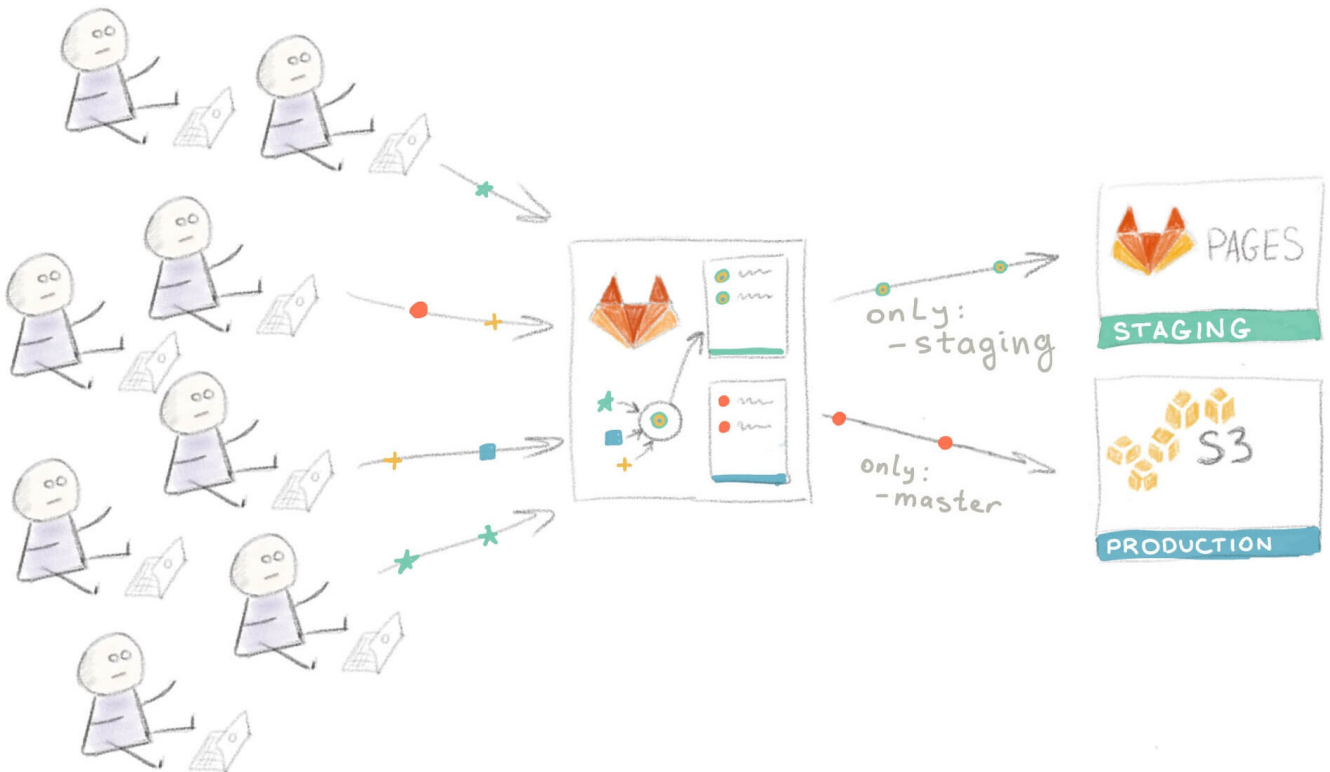 only:
-staging
PAGES
STAGING
only:
-master
S3
PRODUCTION